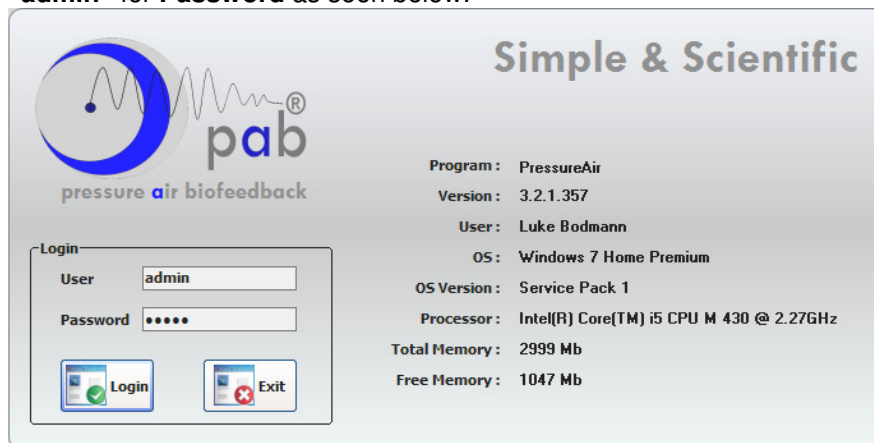 admin" for Password as seen below:
Simple & Scientific
pab®
pressure air biofeedback
Program : PressureAir
Version : 3.2.1.357
User : Luke Bodmann
OS : Windows 7 Home Premium
OS Version : Service Pack 1
Processor : Intel(R) Core(TM) i5 CPU M 430 @ 2.27GHz
Total Memory : 2999 Mb
Free Memory : 1047 Mb
Login
User admin
Password •••••
Login Exit